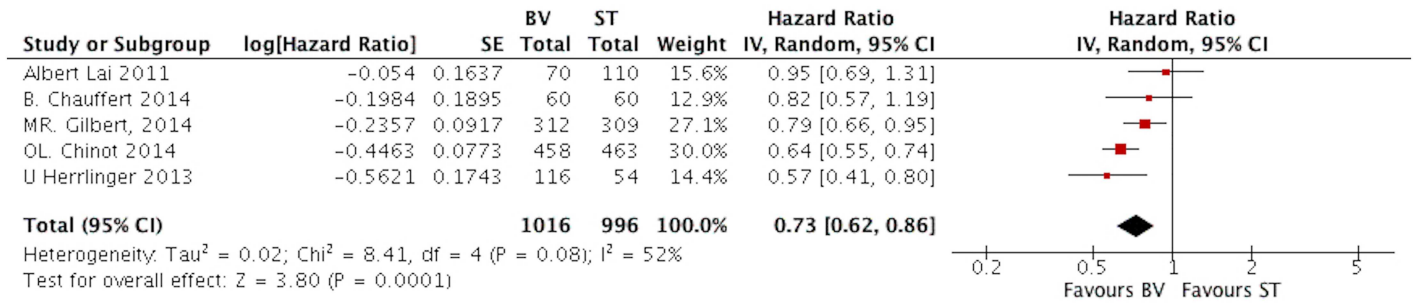 BV ST Hazard Ratio Hazard Ratio
Study or Subgroup log[Hazard Ratio] SE Total Total Weight IV, Random, 95% CI IV, Random, 95% CI
Albert Lai 2011 −0.054 0.1637 70 110 15.6% 0.95 [0.69, 1.31]
B. Chauffert 2014 −0.1984 0.1895 60 60 12.9% 0.82 [0.57, 1.19]
MR. Gilbert, 2014 −0.2357 0.0917 312 309 27.1% 0.79 [0.66, 0.95]
OL. Chinot 2014 −0.4463 0.0773 458 463 30.0% 0.64 [0.55, 0.74]
U Herrlinger 2013 −0.5621 0.1743 116 54 14.4% 0.57 [0.41, 0.80]
Total (95% CI) 1016 996 100.0% 0.73 [0.62, 0.86]
Heterogeneity: Tau² = 0.02; Chi² = 8.41, df = 4 (P = 0.08); I² = 52%
Test for overall effect: Z = 3.80 (P = 0.0001)
0.2 0.5 1 2 5
Favours BV Favours ST